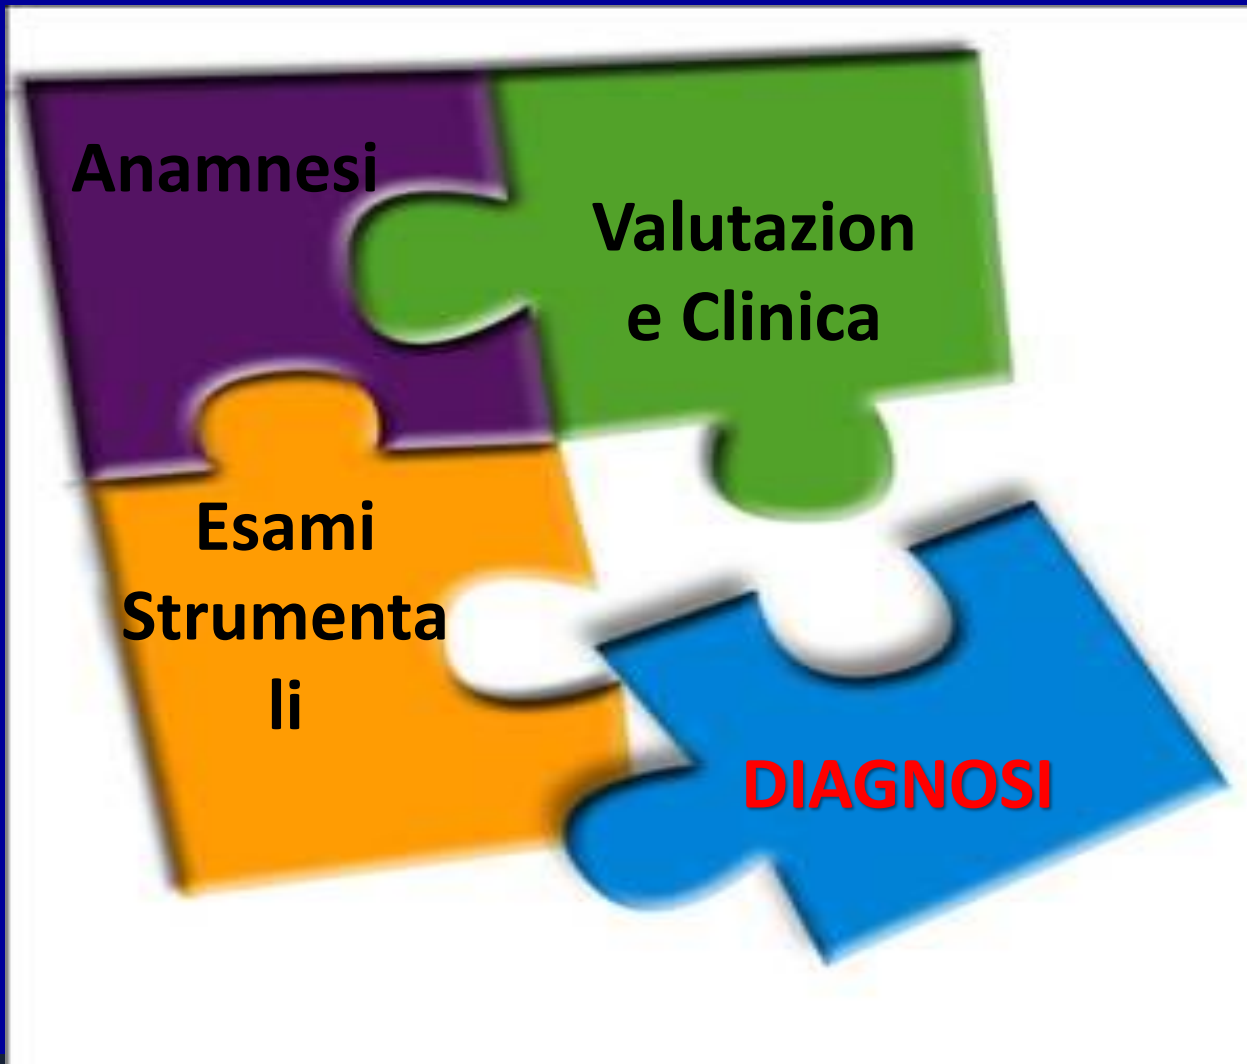 Anamnesi
Valutazion
e Clinica
Esami
Strumenta
li
DIAGNOSI